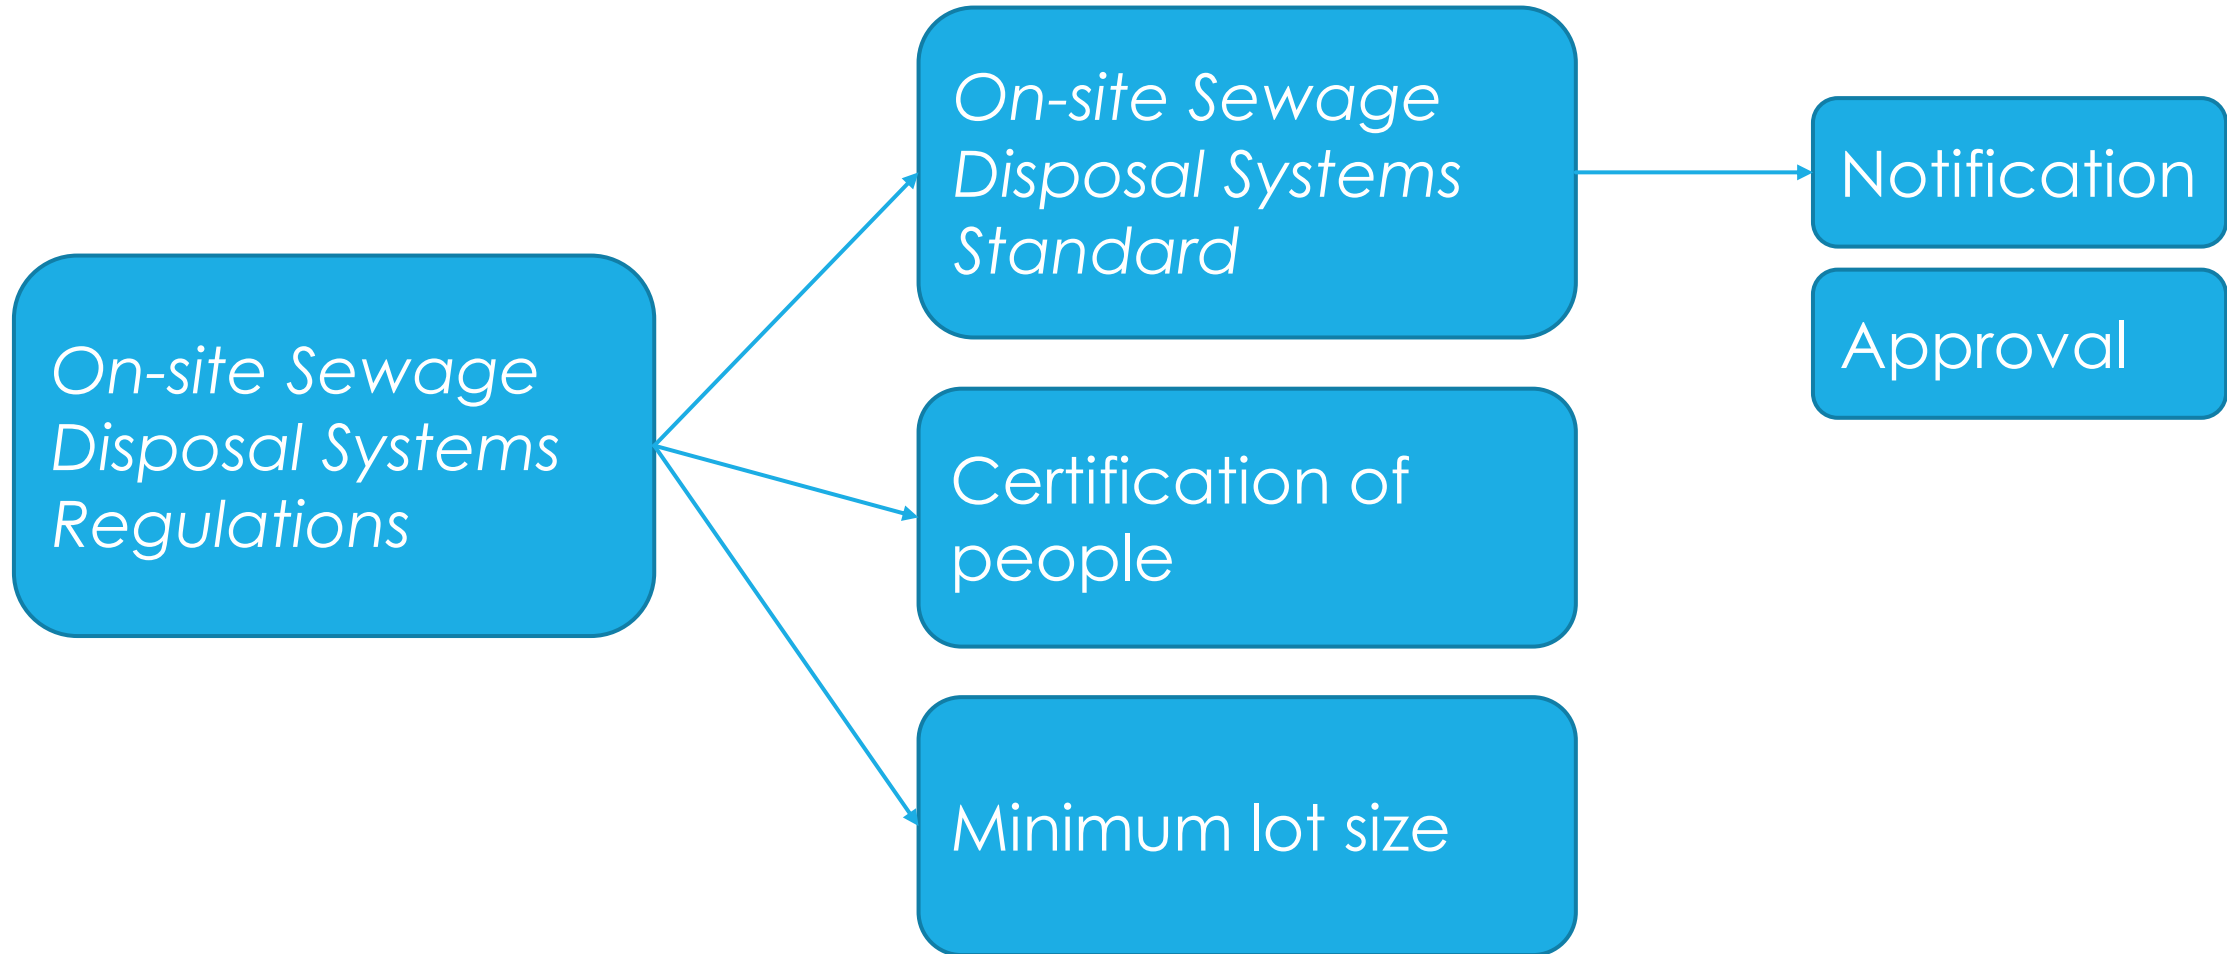 On-site Sewage
Disposal Systems
Regulations
On-site Sewage
Disposal Systems
Standard
Certification of
people
Minimum lot size
Notification
Approval